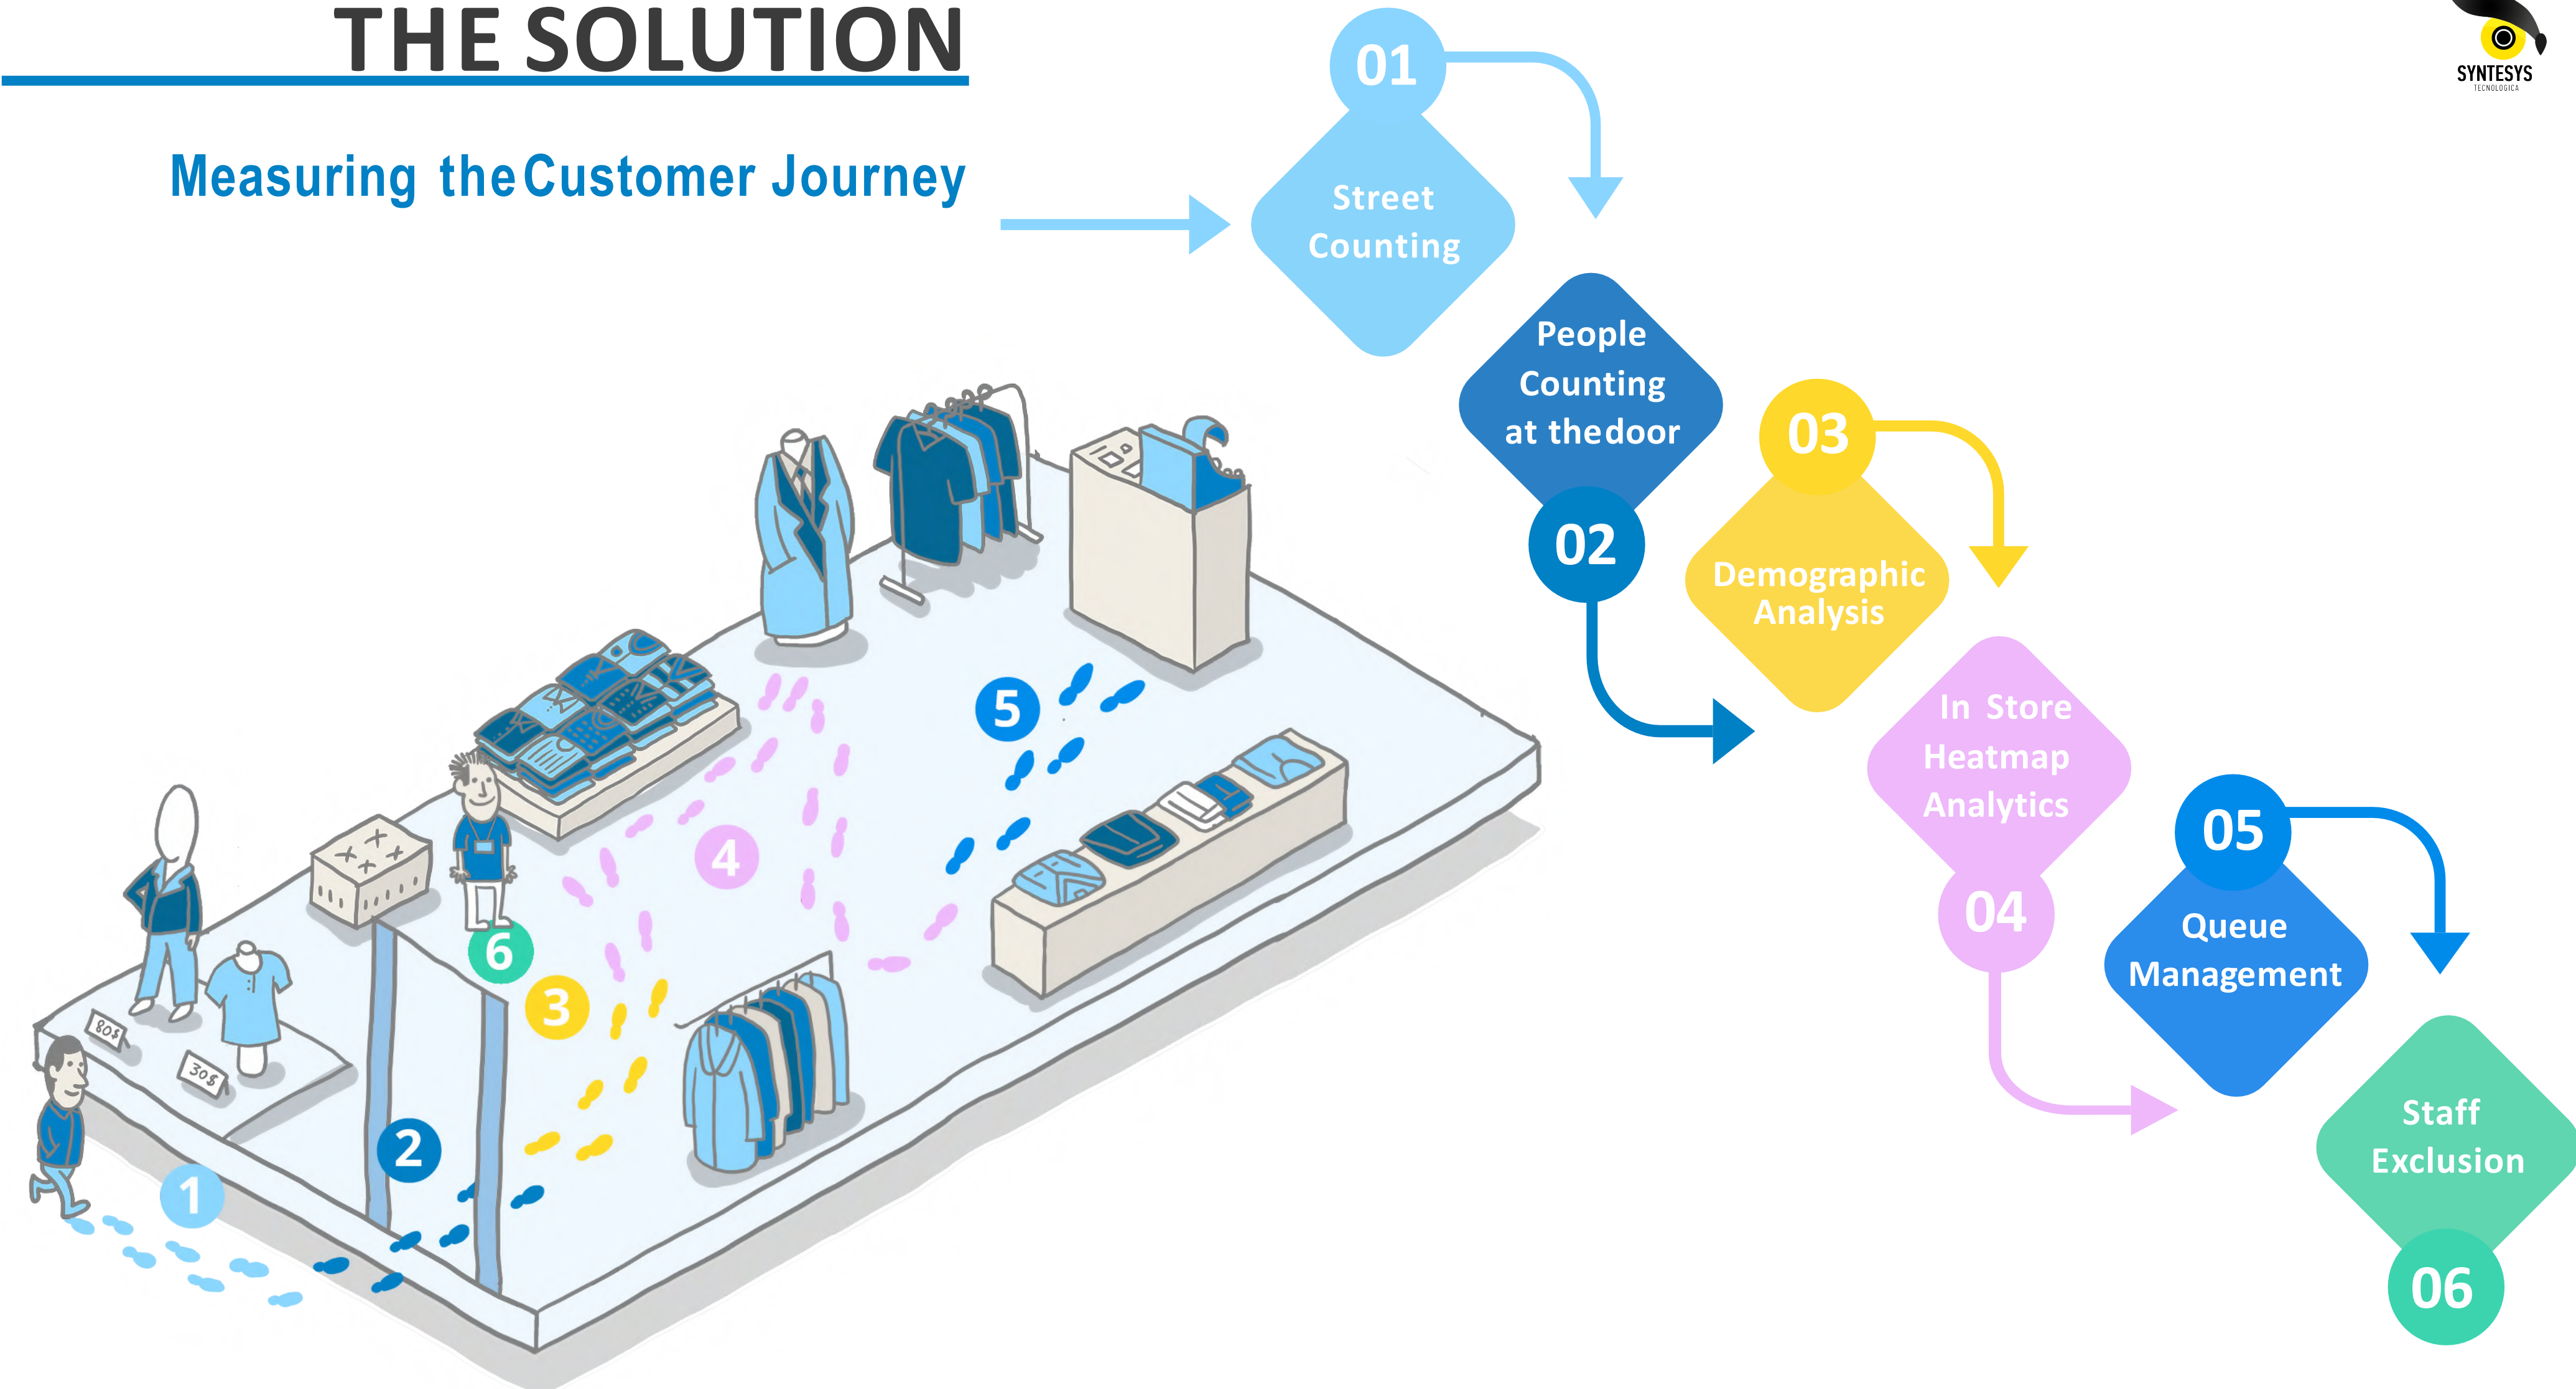 THE SOLUTION
Measuring the Customer Journey
SYNTESYS
TECNOLOGICA
01
Street
Counting
People
Counting
at thedoor
02
03
Demographic
Analysis
In Store
Heatmap
Analytics
04
05
Queue
Management
Staff
Exclusion
06
5
4
6
3
80$
30$
2
1